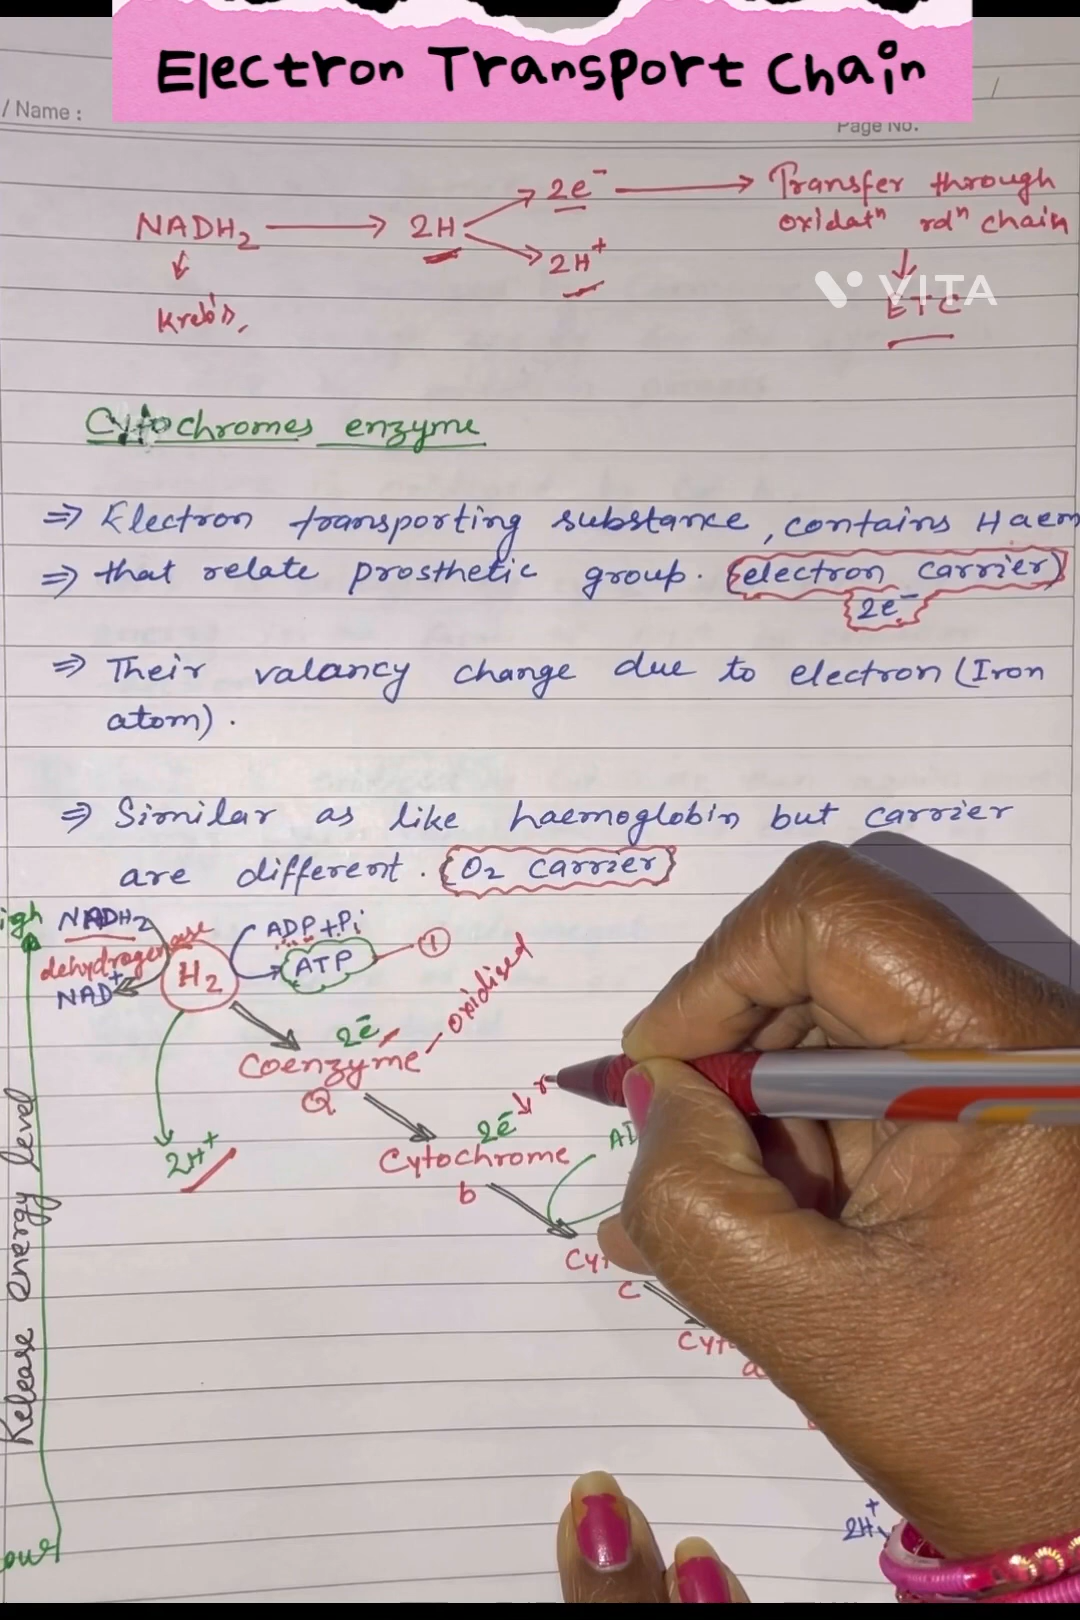 Electron Transport Chain
/ Name :
/
Page No.
NADH₂ → 2H → 2e⁻ → Transfer through
oxidatⁿ rdⁿ chain
2H⁺
↓
Kreb's,
↓
ETC
VITA
Cytochromes enzyme
⇒ Electron transporting substance, contains Haem
⇒ that relate prosthetic group. (electron carrier)
2e⁻
⇒ Their valancy change due to electron (Iron
atom).
⇒ Similar as like haemoglobin but carrier
are different. (O₂ carrier)
NADH₂
ADP + Pi
dehydrogenase
H₂
ATP
①
NAD⁺
oxidised
2e⁻
Coenzyme
Q
2e⁻
2H⁺
Cytochrome
b
C
2H⁺
Release energy level